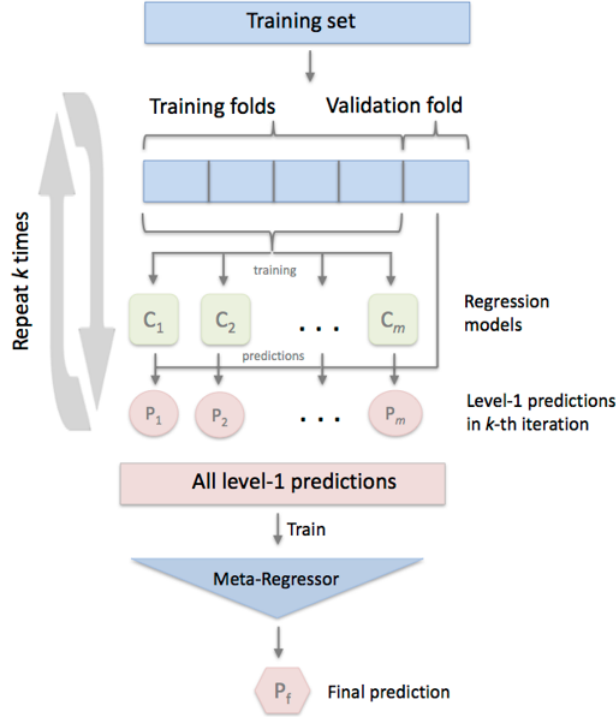 Training set
Training folds
Validation fold
Repeat k times
training
C1
C2
. . .
Cm
Regression
models
predictions
P1
P2
. . .
Pm
Level-1 predictions
in k-th iteration
All level-1 predictions
Train
Meta-Regressor
Pf
Final prediction